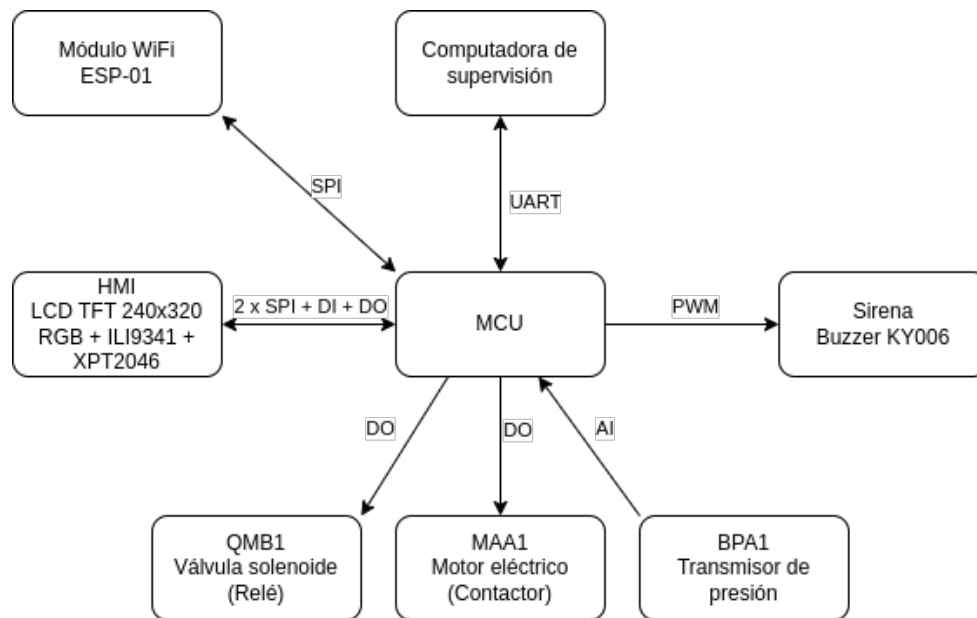 Módulo WiFi
ESP-01
Computadora de
supervisión
SPI
UART
HMI
LCD TFT 240x320
RGB + ILI9341 +
XPT2046
2 x SPI + DI + DO
MCU
PWM
Sirena
Buzzer KY006
DO
DO
AI
QMB1
Válvula solenoide
(Relé)
MAA1
Motor eléctrico
(Contactor)
BPA1
Transmisor de
presión